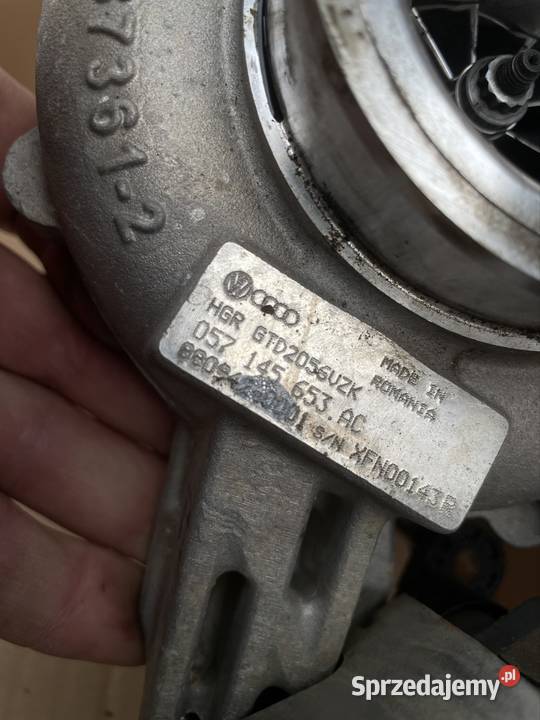 7361-2
HGR GTD2056VZK
MADE IN
ROMANIA
057 145 653 AC
S/N XFN00143R
Sprzedajemy.pl